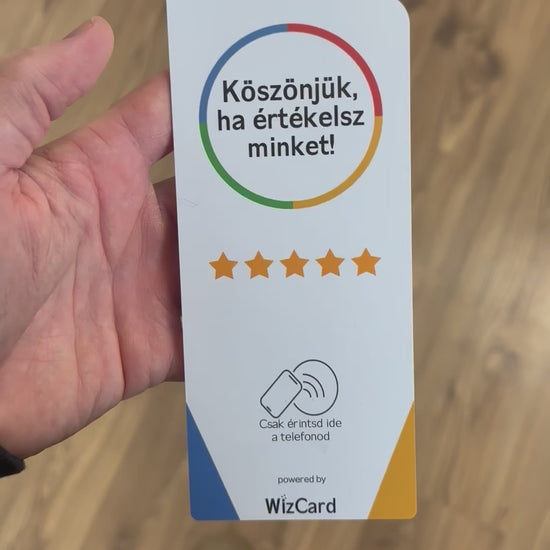 Köszönjük,
ha értékelsz
minket!
Csak érintsd ide
a telefonod
powered by
WizCard